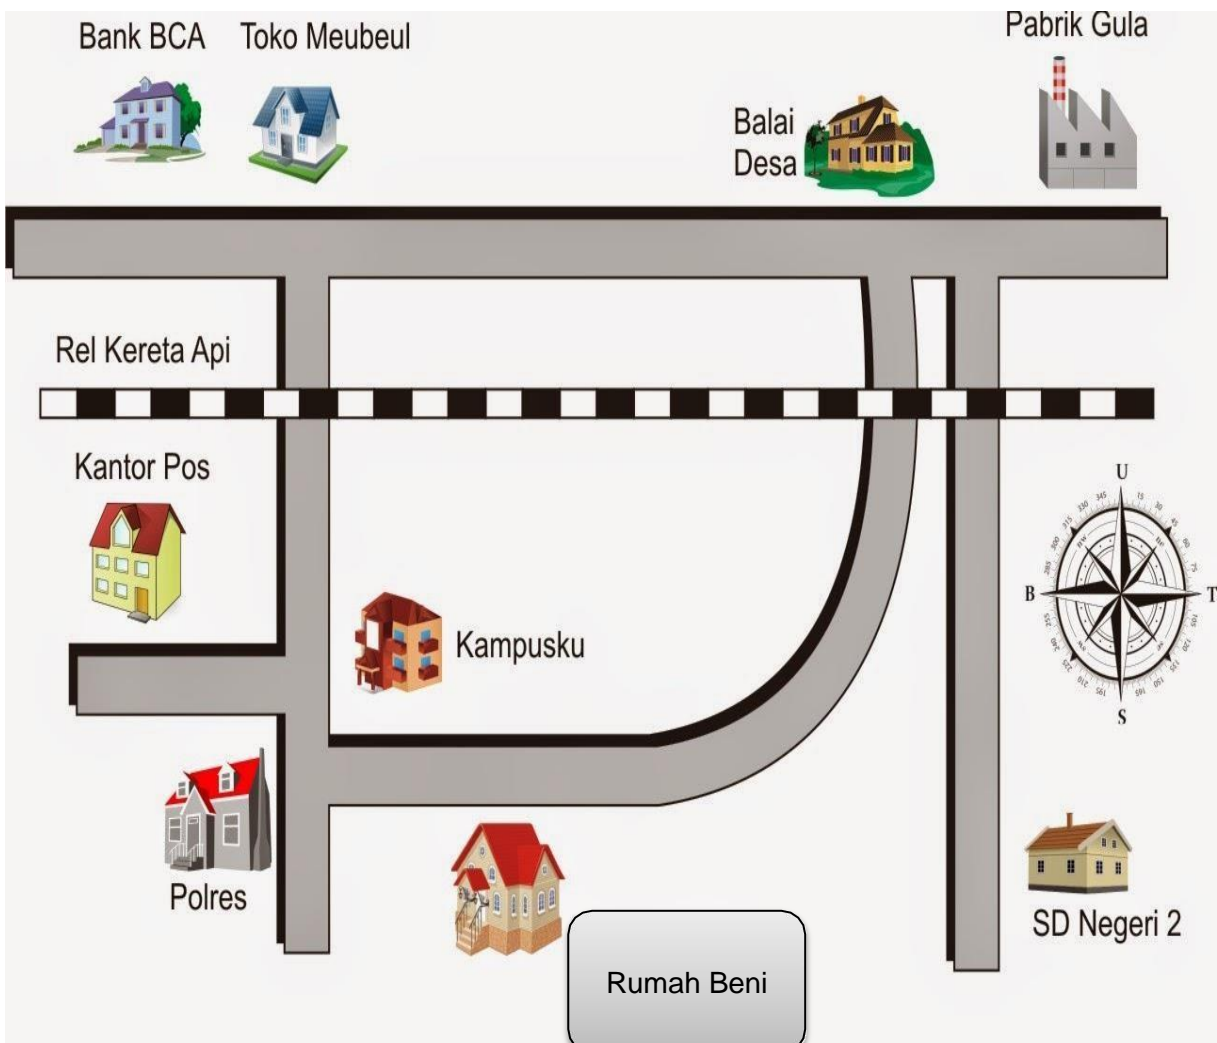 Pabrik Gula
Bank BCA
Toko Meubeul
Balai
Desa
Rel Kereta Api
Kantor Pos
U
B
T
S
Kampusku
Polres
SD Negeri 2
Rumah Beni